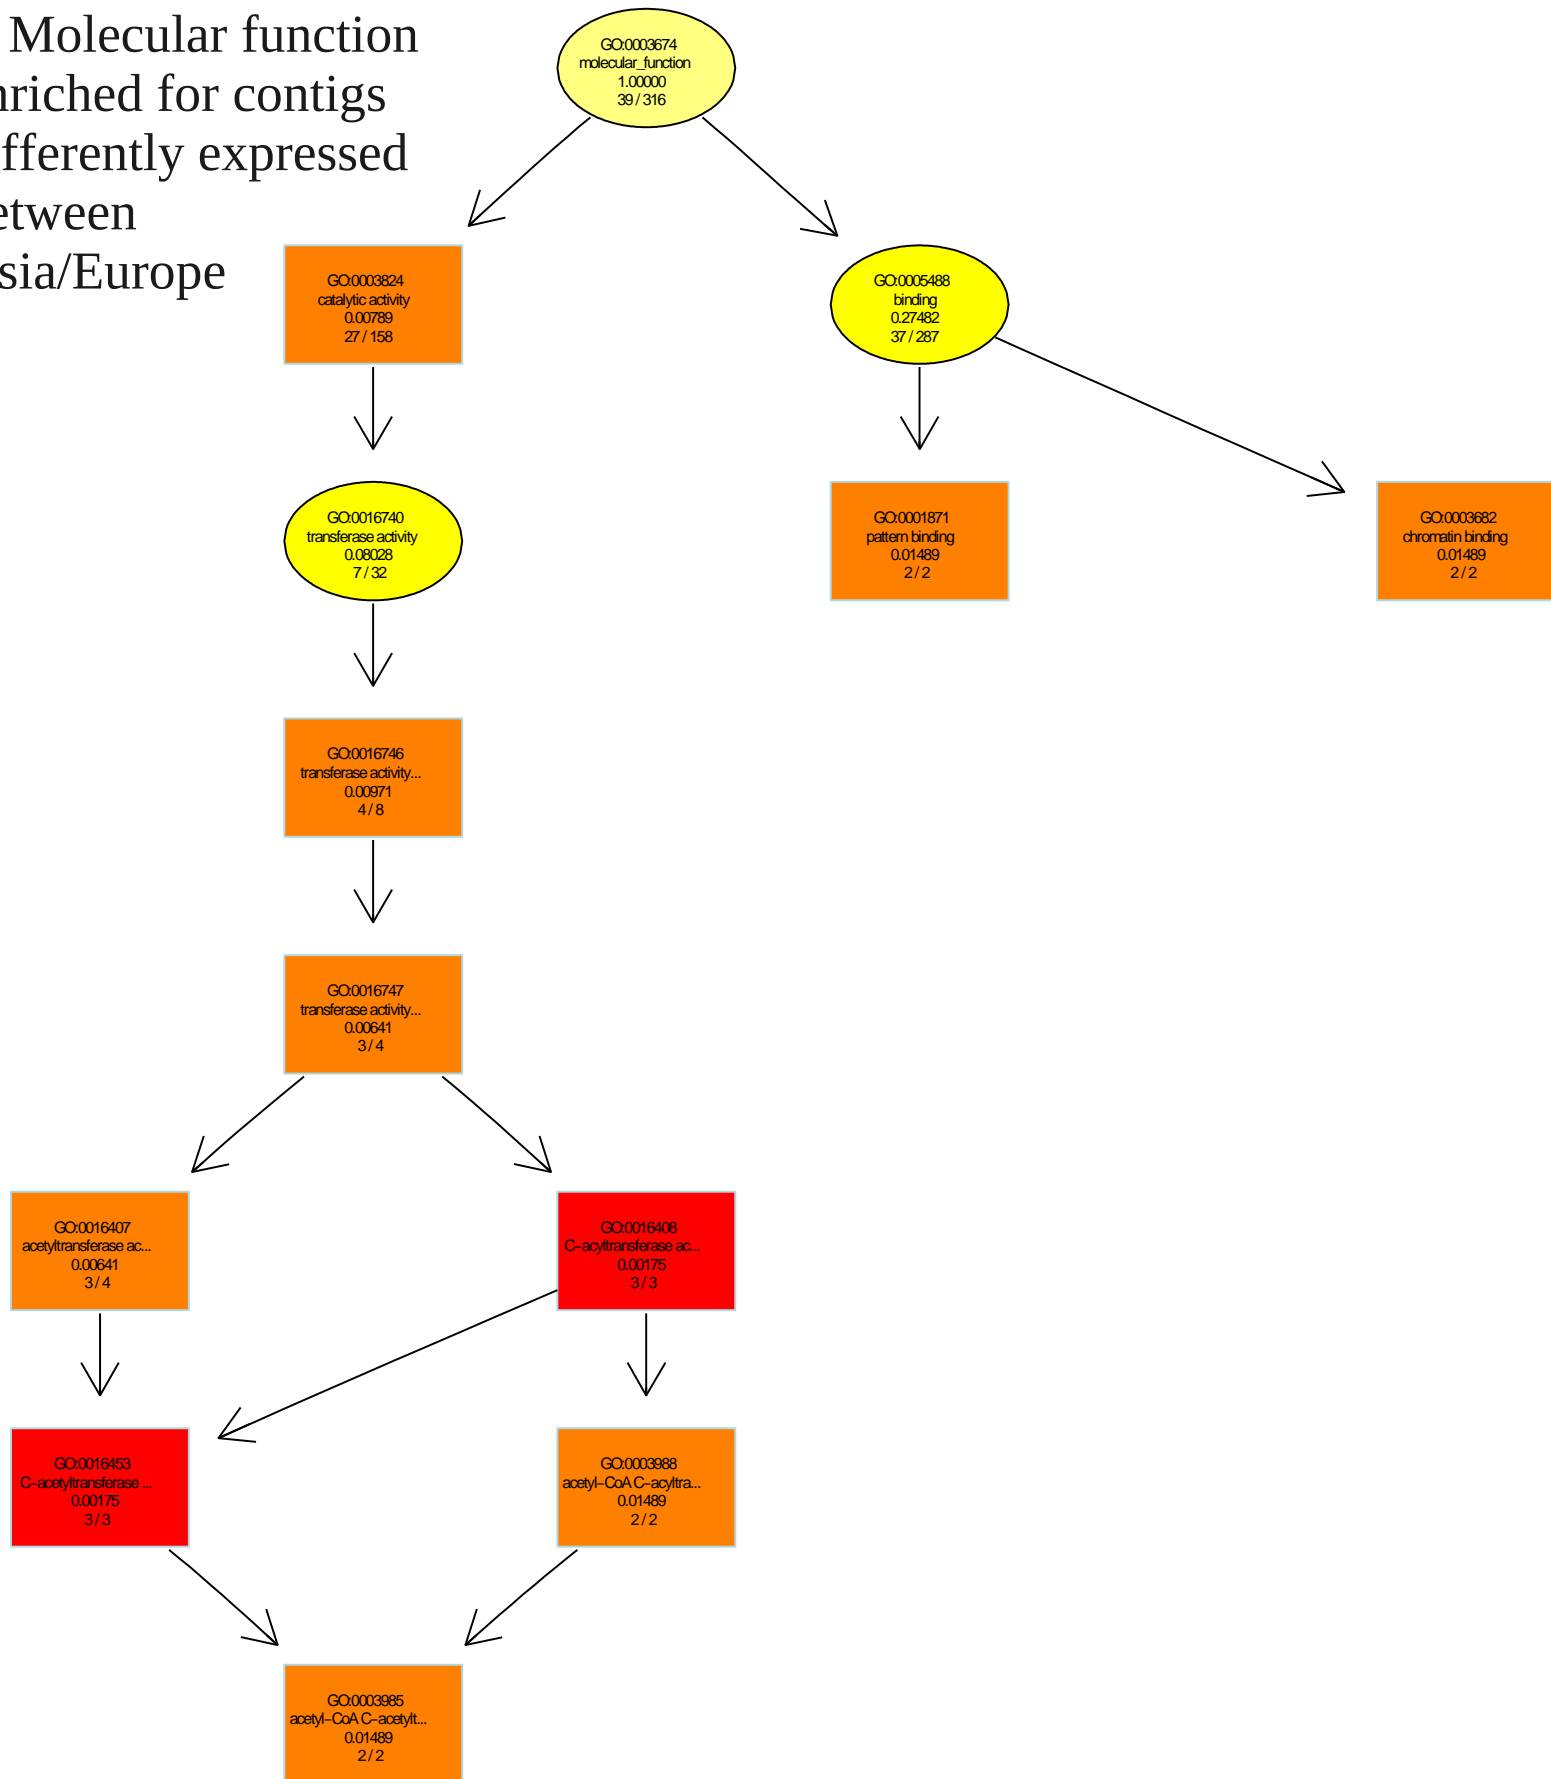 Molecular function
nriched for contigs
fferently expressed
etween
sia/Europe
GO:0003674
molecular_function
1.00000
39 / 316
GO:0003824
catalytic activity
0.00789
27 / 158
GO:0005488
binding
0.27482
37 / 287
GO:0016740
transferase activity
0.08028
7 / 32
GO:0001871
pattern binding
0.01489
2 / 2
GO:0003682
chromatin binding
0.01489
2 / 2
GO:0016746
transferase activity...
0.00971
4 / 8
GO:0016747
transferase activity...
0.00641
3 / 4
GO:0016407
acetyltransferase ac...
0.00641
3 / 4
GO:0016408
C−acyltransferase ac...
0.00175
3 / 3
GO:0016453
C−acetyltransferase ...
0.00175
3 / 3
GO:0003988
acetyl−CoA C−acyltra...
0.01489
2 / 2
GO:0003985
acetyl−CoA C−acetylt...
0.01489
2 / 2